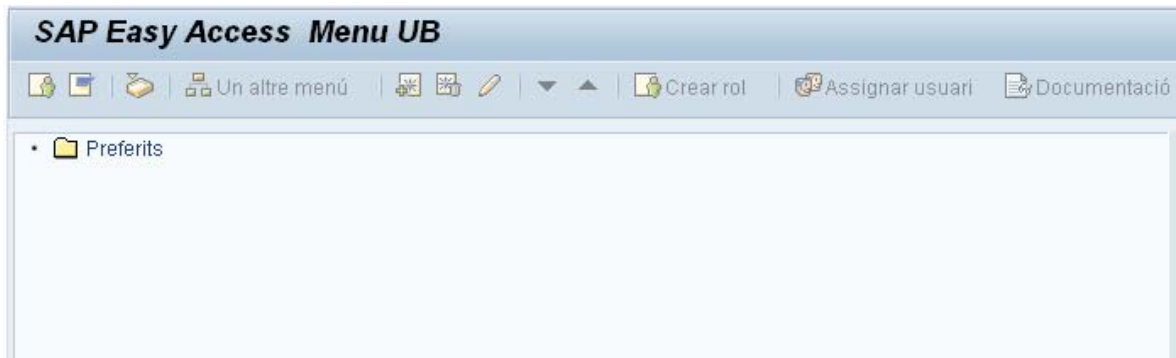 SAP Easy Access Menu UB
Un altre menú Crear rol Assignar usuari Documentació
Preferits